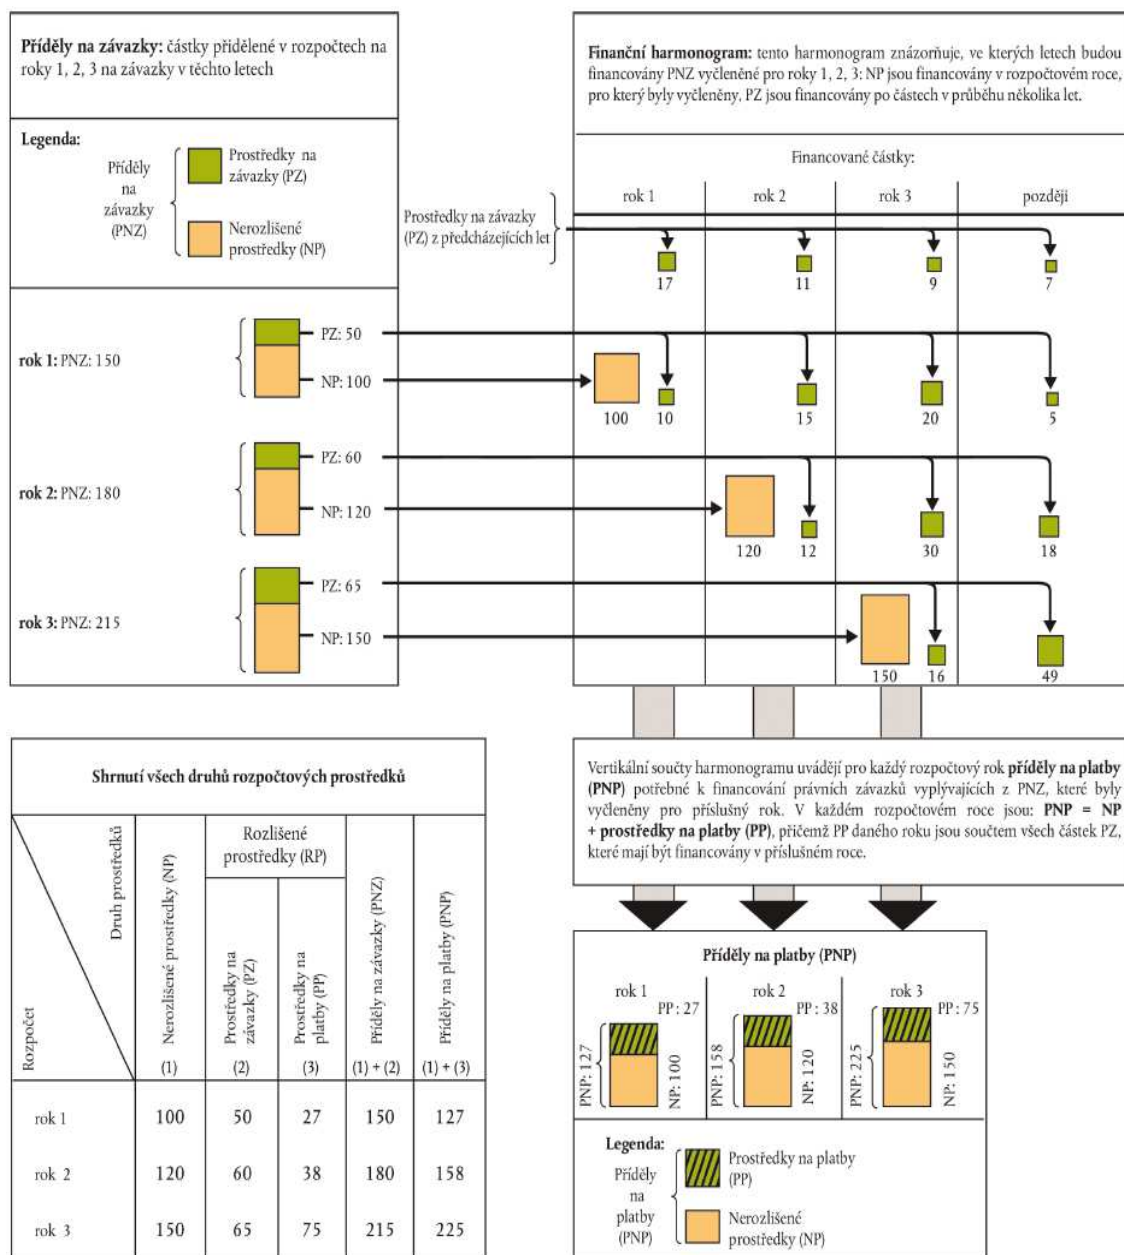 Příděly na závazky: částky přidělené v rozpočtech na
roky 1, 2, 3 na závazky v těchto letech
Legenda:
Příděly
na
závazky
(PNZ)
Prostředky na
závazky (PZ)
Nerozlišené
prostředky (NP)
rok 1: PNZ: 150
PZ: 50
NP: 100
rok 2: PNZ: 180
PZ: 60
NP: 120
rok 3: PNZ: 215
PZ: 65
NP: 150
Finanční harmonogram: tento harmonogram znázorňuje, ve kterých letech budou
financovány PNZ vyčleněné pro roky 1, 2, 3: NP jsou financovány v rozpočtovém roce,
pro který byly vyčleněny, PZ jsou financovány po částech v průběhu několika let.
Financované částky:
rok 1 rok 2 rok 3 později
Prostředky na závazky
(PZ) z předcházejících let
17 11 9 7
100 10 15 20 5
120 12 30 18
150 16 49
Vertikální součty harmonogramu uvádějí pro každý rozpočtový rok příděly na platby
(PNP) potřebné k financování právních závazků vyplývajících z PNZ, které byly
vyčleněny pro příslušný rok. V každém rozpočtovém roce jsou: PNP = NP
+ prostředky na platby (PP), přičemž PP daného roku jsou součtem všech částek PZ,
které mají být financovány v příslušném roce.
Shrnutí všech druhů rozpočtových prostředků
Rozpočet
Druh prostředků
Nerozlišené prostředky (NP)
Rozlišené
prostředky (RP)
Prostředky na
závazky (PZ)
Prostředky na
platby (PP)
Příděly na závazky (PNZ)
Příděly na platby (PNP)
(1) (2) (3) (1) + (2) (1) + (3)
rok 1 100 50 27 150 127
rok 2 120 60 38 180 158
rok 3 150 65 75 215 225
Příděly na platby (PNP)
rok 1
PP : 27
PNP: 127
NP: 100
rok 2
PP : 38
PNP: 158
NP: 120
rok 3
PP : 75
PNP: 225
NP: 150
Legenda:
Příděly
na
platby
(PNP)
Prostředky na platby
(PP)
Nerozlišené
prostředky (NP)